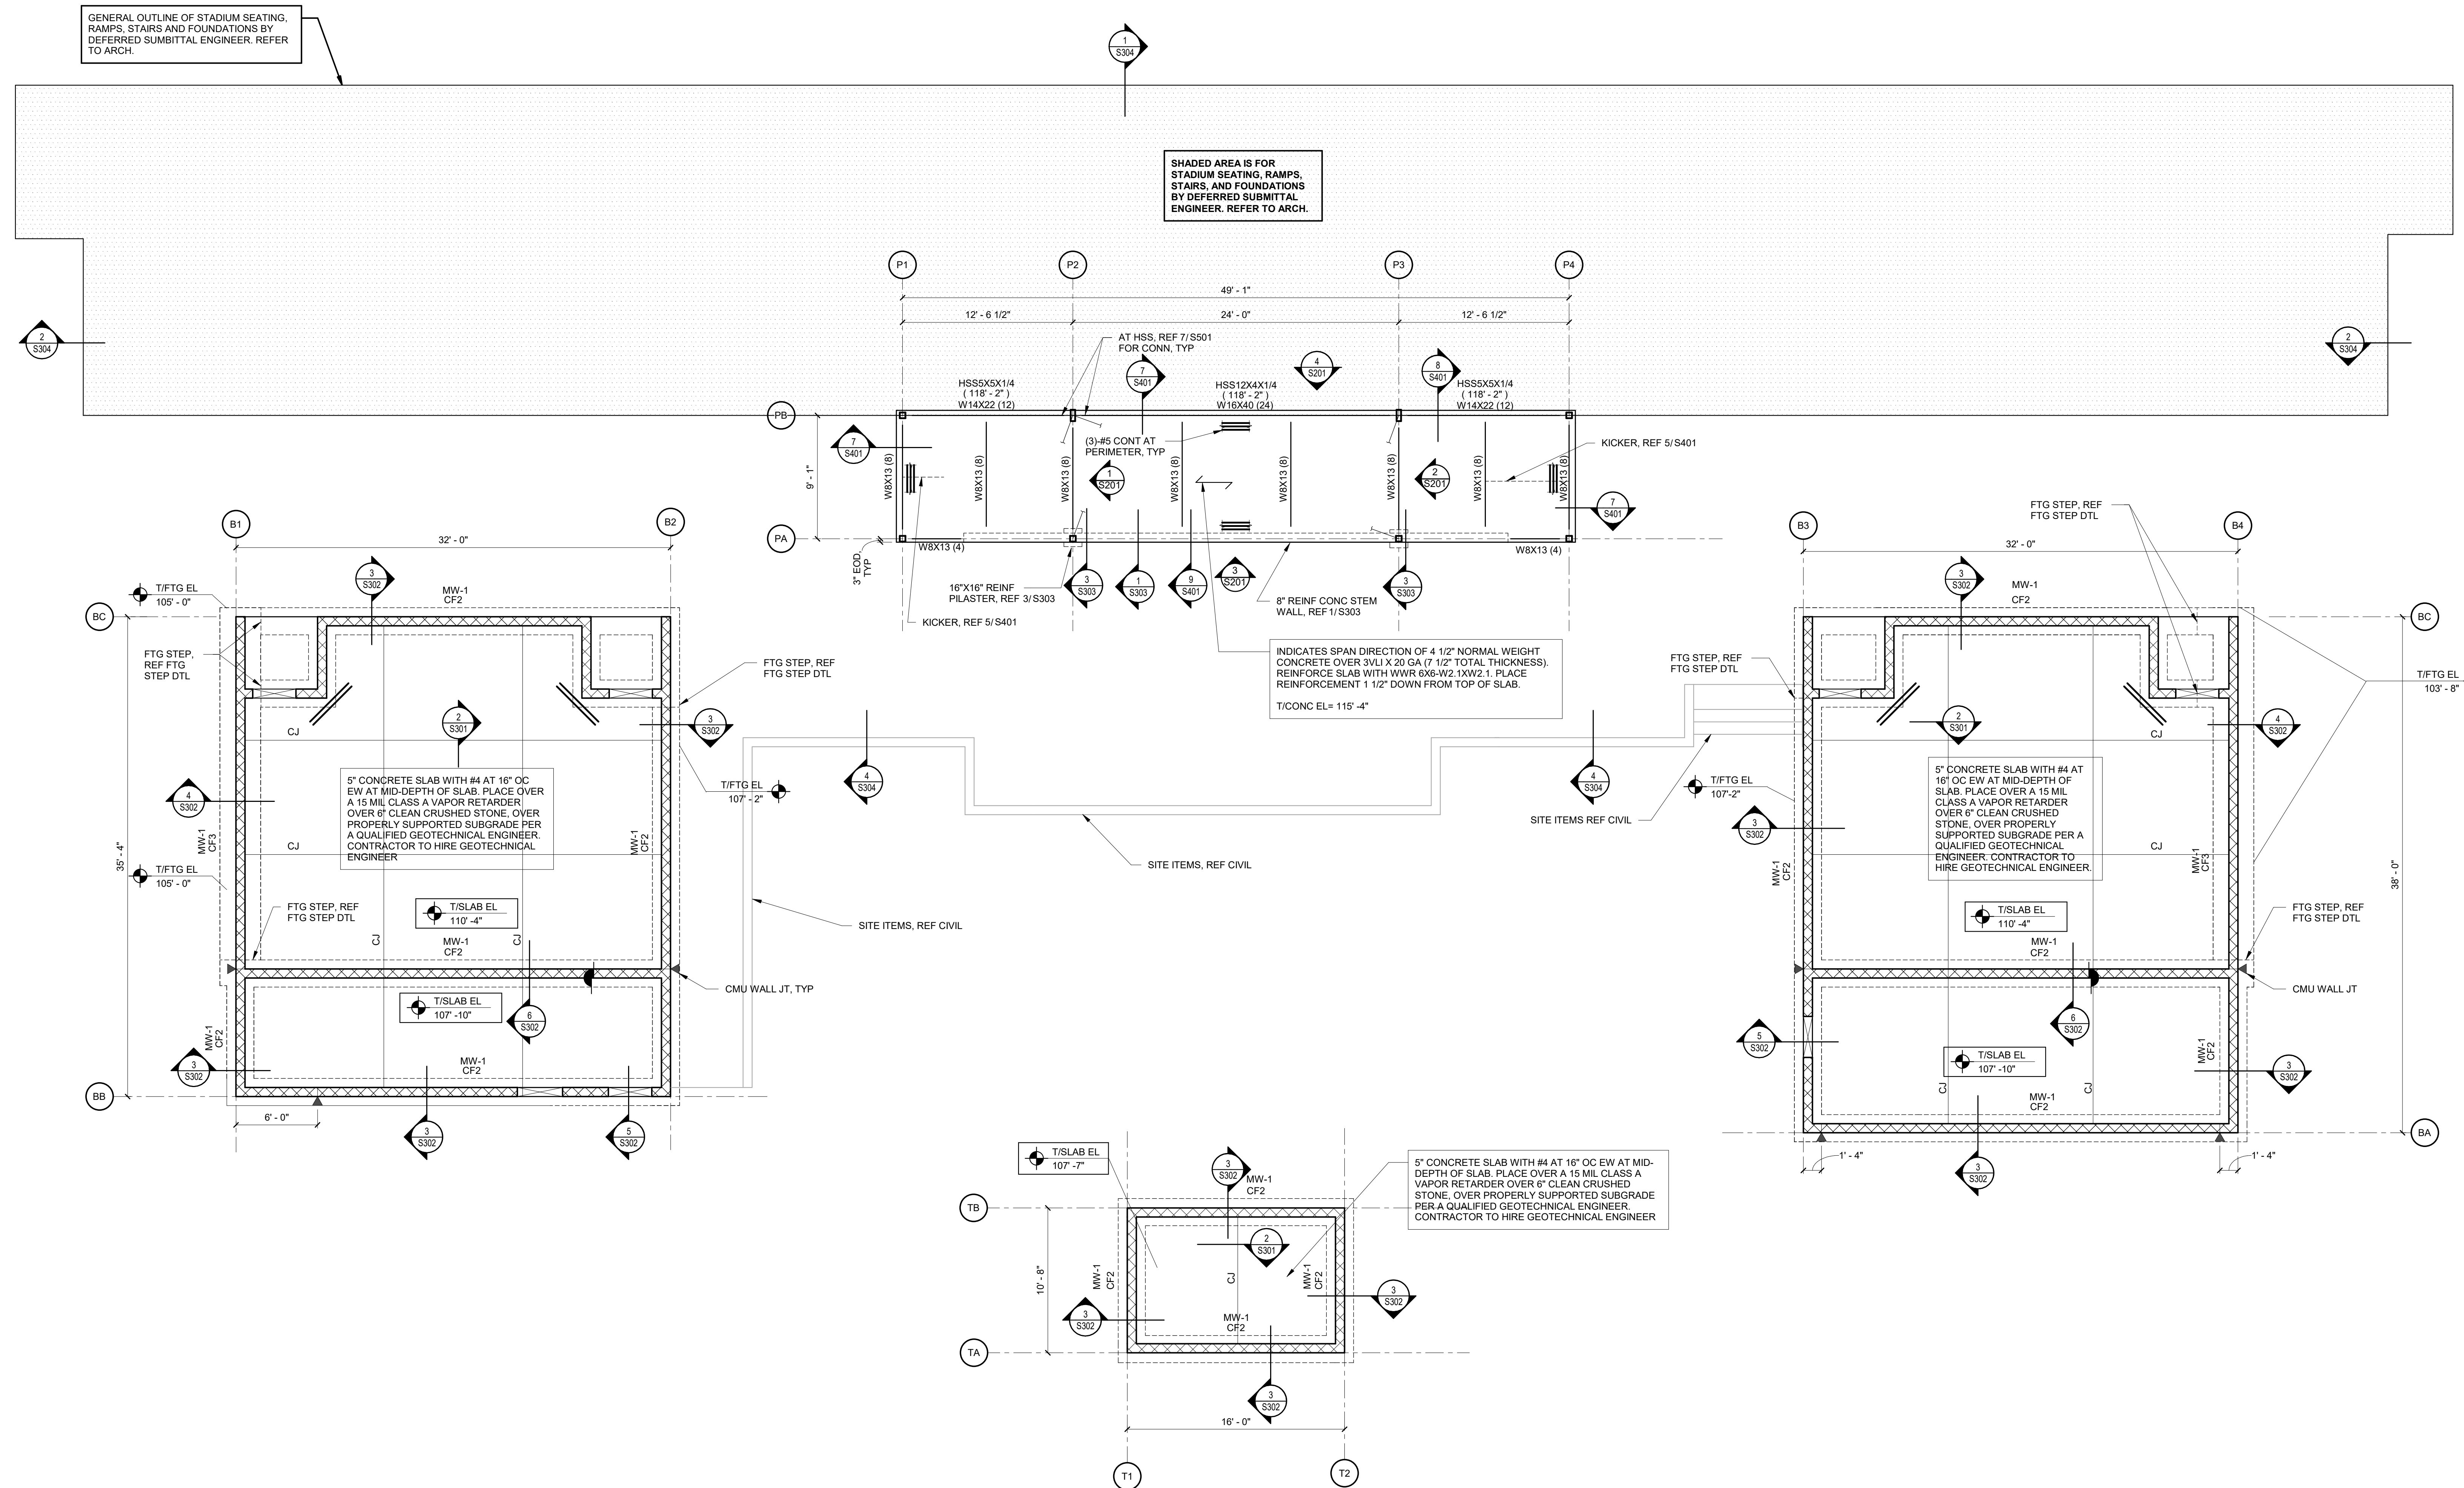 GENERAL OUTLINE OF STADIUM SEATING,
RAMPS, STAIRS AND FOUNDATIONS BY
DEFERRED SUMBITTAL ENGINEER. REFER
TO ARCH.
1
S304
SHADED AREA IS FOR
STADIUM SEATING, RAMPS,
STAIRS, AND FOUNDATIONS
BY DEFERRED SUBMITTAL
ENGINEER. REFER TO ARCH.
P1
P2
P3
P4
49' - 1"
12' - 6 1/2"
24' - 0"
12' - 6 1/2"
2
S304
2
S304
AT HSS, REF 7/S501
FOR CONN, TYP
7
S401
4
S201
8
S401
HSS5X5X1/4
( 118' - 2" )
W14X22 (12)
HSS12X4X1/4
( 118' - 2" )
W16X40 (24)
HSS5X5X1/4
( 118' - 2" )
W14X22 (12)
PB
7
S401
(3)-#5 CONT AT
PERIMETER, TYP
KICKER, REF 5/S401
9' - 1"
W8X13 (8)
W8X13 (8)
W8X13 (8)
W8X13 (8)
W8X13 (8)
W8X13 (8)
W8X13 (8)
W8X13 (8)
1
S201
2
S201
7
S401
PA
W8X13 (4)
W8X13 (4)
3" EOD,
TYP
16"X16" REINF
PILASTER, REF 3/S303
3
S303
1
S303
9
S401
3
S201
3
S303
8" REINF CONC STEM
WALL, REF 1/S303
KICKER, REF 5/S401
INDICATES SPAN DIRECTION OF 4 1/2" NORMAL WEIGHT
CONCRETE OVER 3VLI X 20 GA (7 1/2" TOTAL THICKNESS).
REINFORCE SLAB WITH WWR 6X6-W2.1XW2.1. PLACE
REINFORCEMENT 1 1/2" DOWN FROM TOP OF SLAB.
T/CONC EL= 115' -4"
B1
B2
32' - 0"
T/FTG EL
105' - 0"
3
S302
MW-1
CF2
BC
FTG STEP,
REF FTG
STEP DTL
FTG STEP, REF
FTG STEP DTL
2
S301
3
S302
CJ
5" CONCRETE SLAB WITH #4 AT 16" OC
EW AT MID-DEPTH OF SLAB. PLACE OVER
A 15 MIL CLASS A VAPOR RETARDER
OVER 6" CLEAN CRUSHED STONE, OVER
PROPERLY SUPPORTED SUBGRADE PER
A QUALIFIED GEOTECHNICAL ENGINEER.
CONTRACTOR TO HIRE GEOTECHNICAL
ENGINEER
T/FTG EL
107' - 2"
4
S302
MW-1
CF3
CJ
MW-1
CF2
35' - 4"
T/FTG EL
105' - 0"
FTG STEP, REF
FTG STEP DTL
T/SLAB EL
110' -4"
CJ
MW-1
CF2
CJ
SITE ITEMS, REF CIVIL
CMU WALL JT, TYP
T/SLAB EL
107' -10"
6
S302
MW-1
CF2
3
S302
MW-1
CF2
BB
6' - 0"
3
S302
5
S302
4
S304
4
S304
SITE ITEMS, REF CIVIL
SITE ITEMS REF CIVIL
B3
B4
FTG STEP, REF
FTG STEP DTL
32' - 0"
3
S302
MW-1
CF2
BC
FTG STEP, REF
FTG STEP DTL
T/FTG EL
103' - 8"
2
S301
4
S302
CJ
T/FTG EL
107'-2"
5" CONCRETE SLAB WITH #4 AT
16" OC EW AT MID-DEPTH OF
SLAB. PLACE OVER A 15 MIL
CLASS A VAPOR RETARDER
OVER 6" CLEAN CRUSHED
STONE, OVER PROPERLY
SUPPORTED SUBGRADE PER A
QUALIFIED GEOTECHNICAL
ENGINEER. CONTRACTOR TO
HIRE GEOTECHNICAL ENGINEER.
3
S302
CJ
MW-1
CF2
MW-1
CF3
38' - 0"
T/SLAB EL
110' -4"
FTG STEP, REF
FTG STEP DTL
MW-1
CF2
CMU WALL JT
6
S302
5
S302
T/SLAB EL
107' -10"
MW-1
CF2
3
S302
CJ
CJ
MW-1
CF2
BA
1' - 4"
1' - 4"
3
S302
T/SLAB EL
107' -7"
3
S302
MW-1
CF2
5" CONCRETE SLAB WITH #4 AT 16" OC EW AT MID-
DEPTH OF SLAB. PLACE OVER A 15 MIL CLASS A
VAPOR RETARDER OVER 6" CLEAN CRUSHED
STONE, OVER PROPERLY SUPPORTED SUBGRADE
PER A QUALIFIED GEOTECHNICAL ENGINEER.
CONTRACTOR TO HIRE GEOTECHNICAL ENGINEER
TB
2
S301
10' - 8"
MW-1
CF2
CJ
MW-1
CF2
3
S302
3
S302
MW-1
CF2
TA
3
S302
16' - 0"
T1
T2